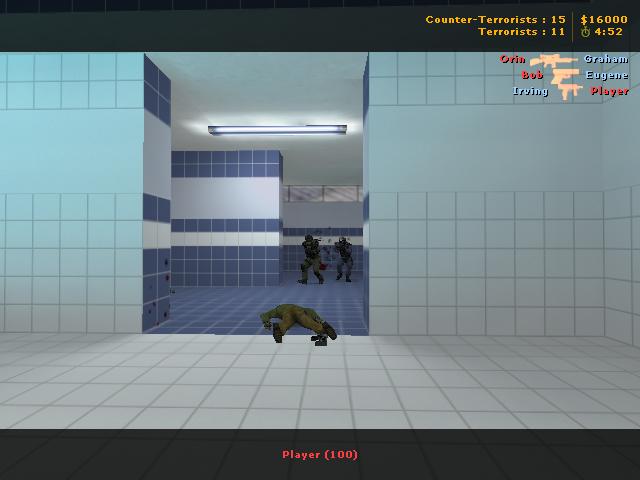 Counter-Terrorists : 15 $16000
Terrorists : 11 4:52
Orin Graham
Bob Eugene
Irving Player
Player (100)